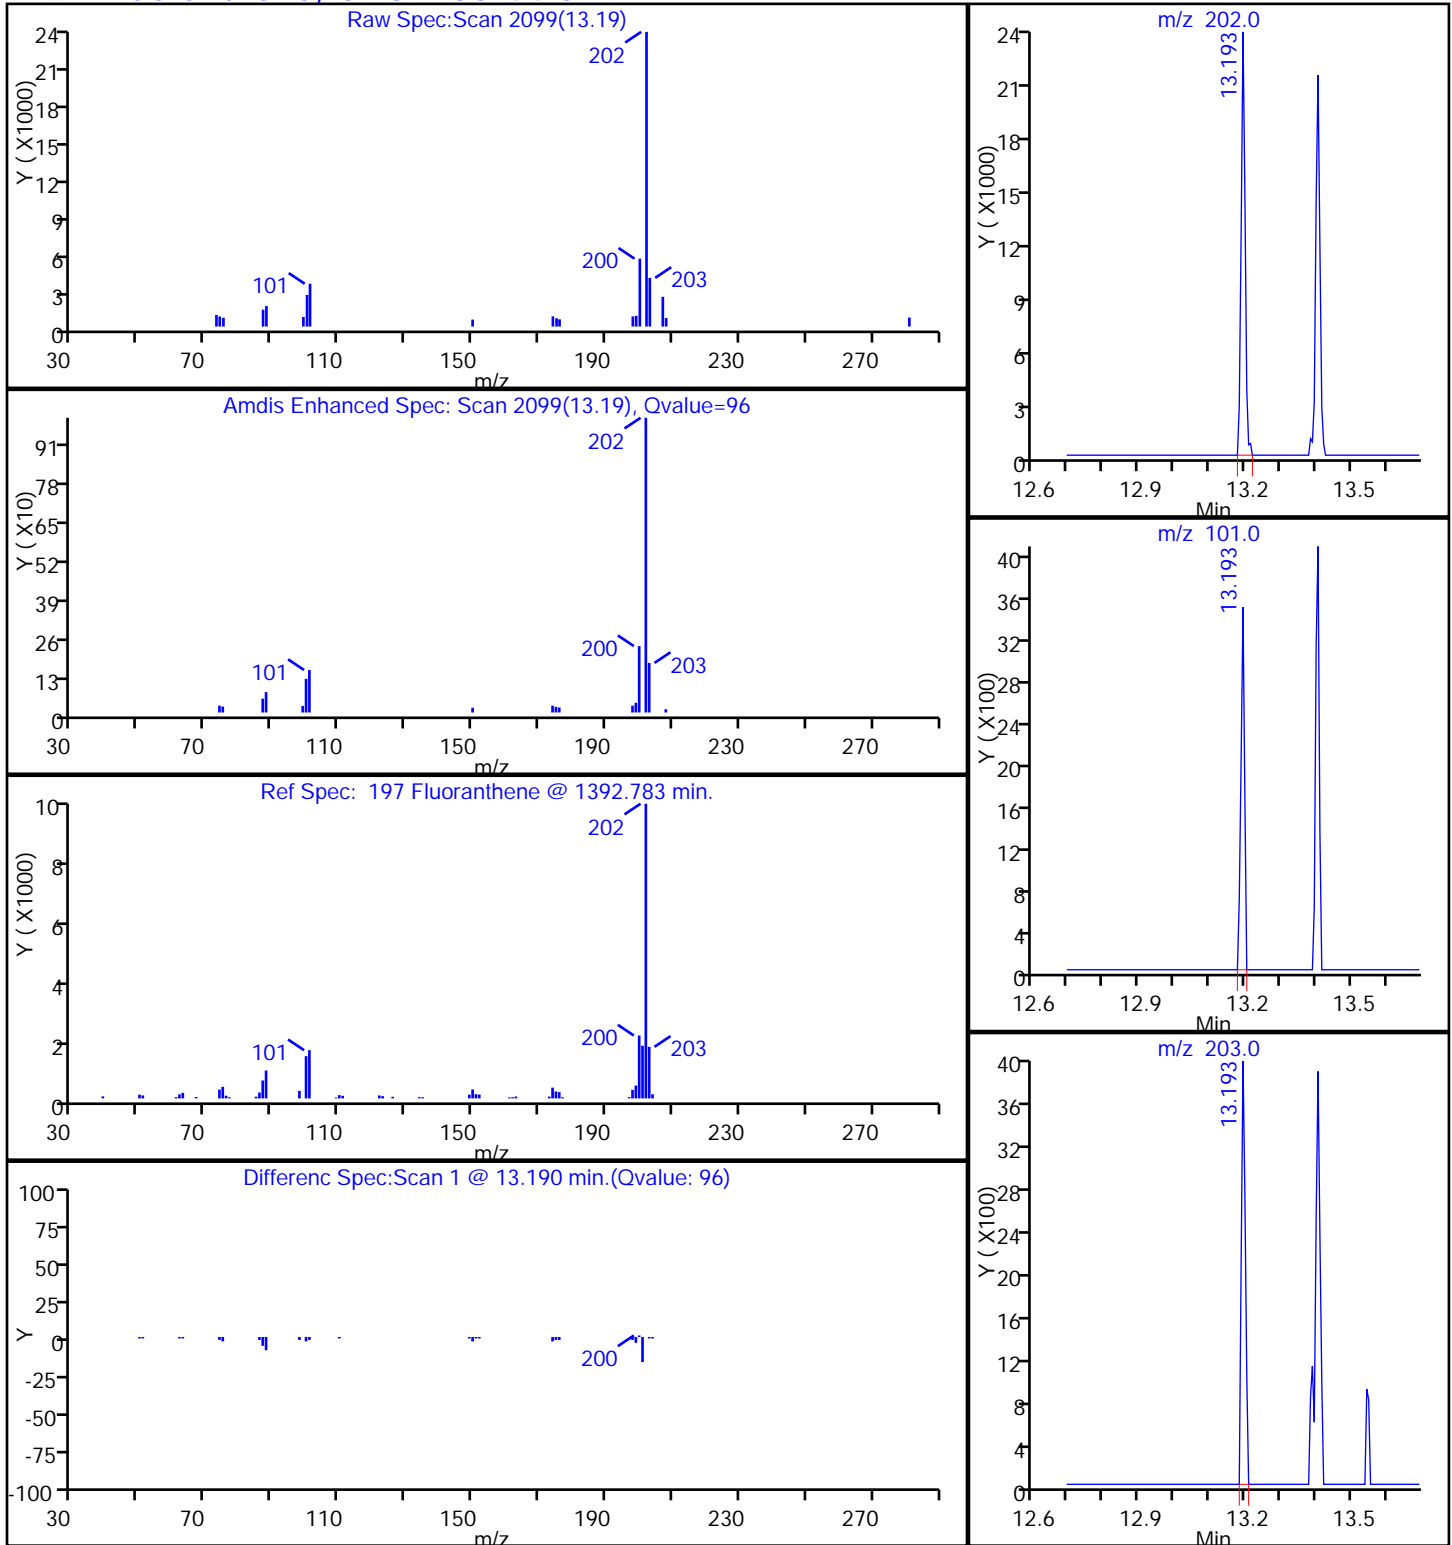 Raw Spec:Scan 2099(13.19)
24
21
18
15
12
9
6
3
0
Y ( X1000)
202
200
203
101
30 70 110 150 190 230 270
m/z
Amdis Enhanced Spec: Scan 2099(13.19), Qvalue=96
91
78
65
52
39
26
13
0
Y ( X10)
202
200
203
101
30 70 110 150 190 230 270
m/z
Ref Spec: 197 Fluoranthene @ 1392.783 min.
10
8
6
4
2
0
Y ( X1000)
202
200
203
101
30 70 110 150 190 230 270
m/z
Differenc Spec:Scan 1 @ 13.190 min.(Qvalue: 96)
100
75
50
25
0
-25
-50
-75
-100
Y
200
30 70 110 150 190 230 270
m/z
m/z 202.0
24
21
18
15
12
9
6
3
0
Y ( X1000)
13.193
12.6 12.9 13.2 13.5
Min
m/z 101.0
40
36
32
28
24
20
16
12
8
4
0
Y ( X100)
13.193
12.6 12.9 13.2 13.5
Min
m/z 203.0
40
36
32
28
24
20
16
12
8
4
0
Y ( X100)
13.193
12.6 12.9 13.2 13.5
Min